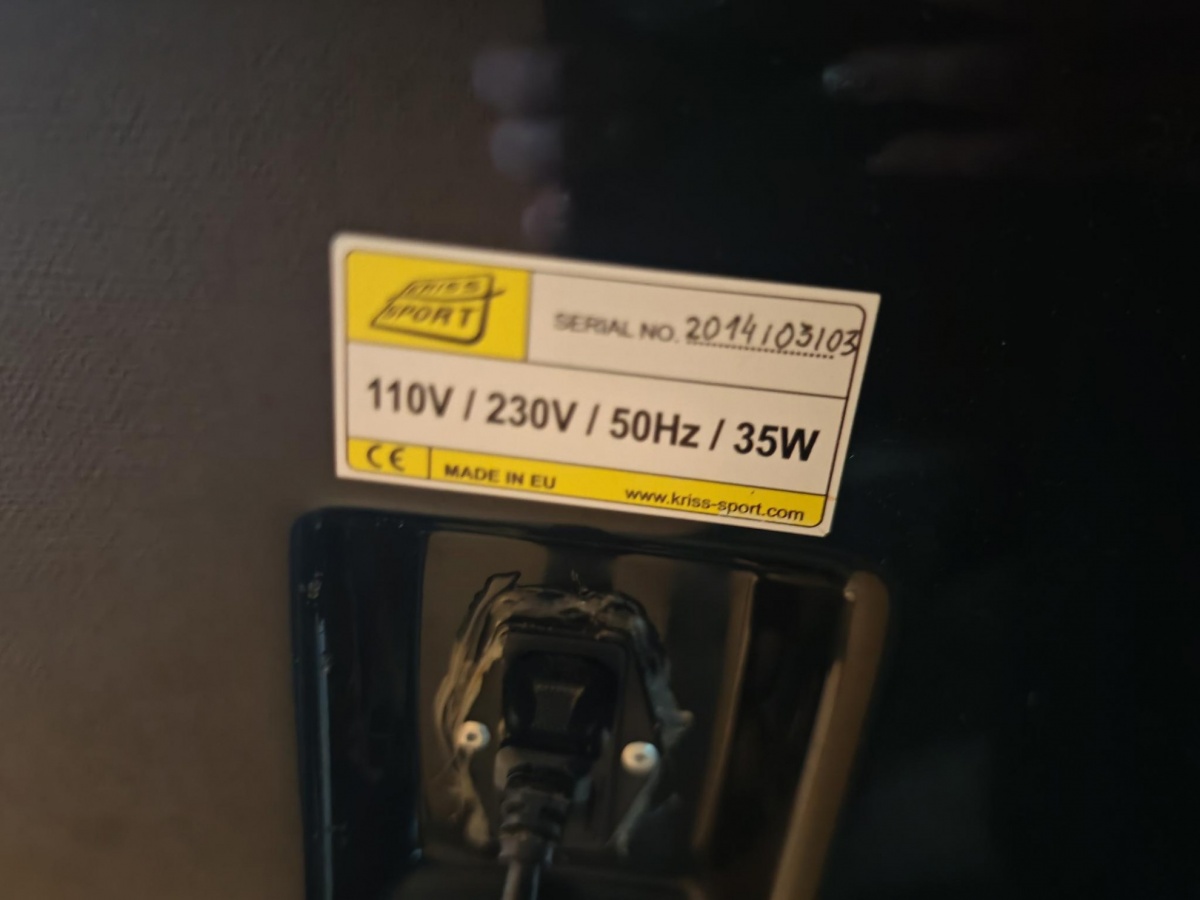 KRISS
SPORT
SERIAL NO. 2014103103
110V / 230V / 50Hz / 35W
CE
MADE IN EU
www.kriss-sport.com